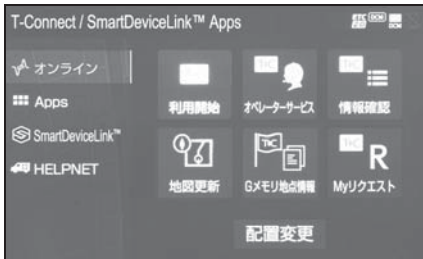 T-Connect / SmartDeviceLink™ Apps
オンライン
Apps
SmartDeviceLink™
HELPNET
利用開始
オペレーターサービス
情報確認
地図更新
Gメモリ地点情報
Myリクエスト
配置変更